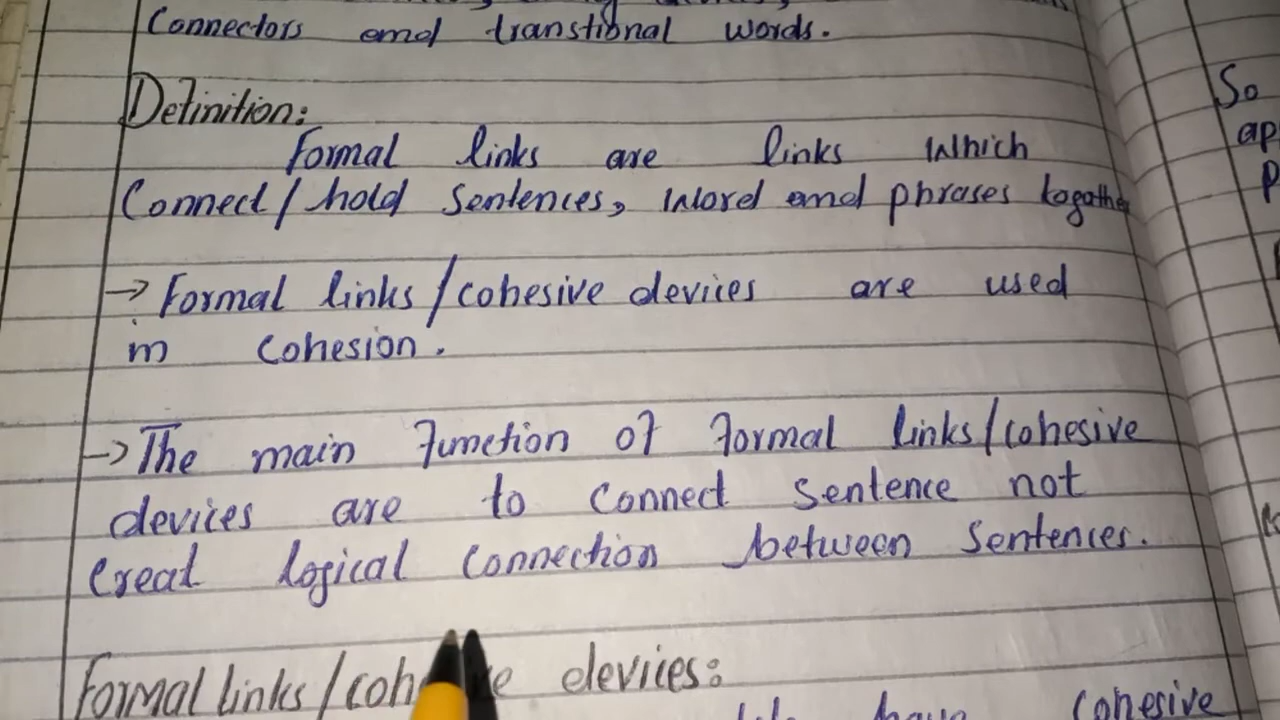 Connectors and transtional words.
Definition:
Formal links are links which
Connect/hold sentences, word and phrases togather
→ Formal links/cohesive devices are used
in cohesion.
→ The main function of formal links/cohesive
devices are to connect sentence not
creat logical connection between sentences.
Formal links/ devices:
have cohesive
So
ap
P